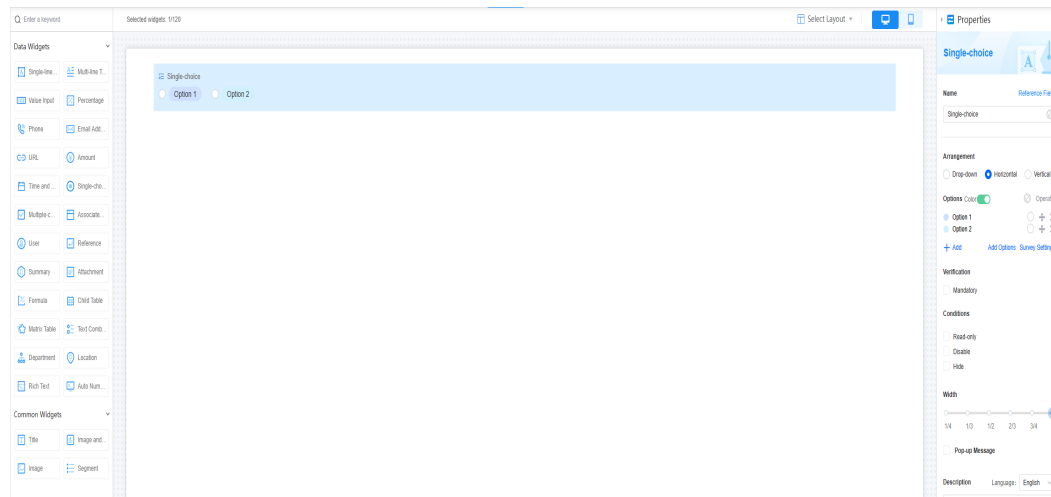 Enter a keyword
Selected widgets: 1/120
Select Layout
Properties
Data Widgets
Single-line...
Multi-line T...
Value Input
Percentage
Phone
Email Add...
URL
Amount
Time and ...
Single-cho...
Multiple-c...
Associate...
User
Reference
Summary
Attachment
Formula
Child Table
Matrix Table
Text Comb...
Department
Location
Rich Text
Auto Num...
Common Widgets
Title
Image and...
Image
Segment
Single-choice
Option 1
Option 2
Single-choice
A
Name
Reference Fiel
Single-choice
Arrangement
Drop-down
Horizontal
Vertical
Options Color
Operat
Option 1
Option 2
Add
Add Options
Survey Setting
Verification
Mandatory
Conditions
Read-only
Disable
Hide
Width
1/4 1/3 1/2 2/3 3/4
Pop-up Message
Description
Language:
English